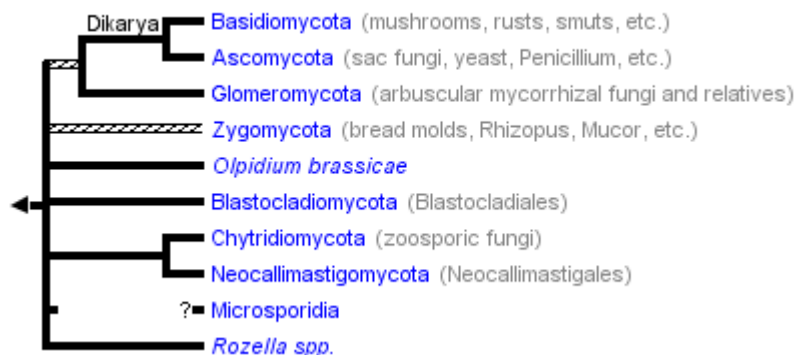 Dikarya
Basidiomycota (mushrooms, rusts, smuts, etc.)
Ascomycota (sac fungi, yeast, Penicillium, etc.)
Glomeromycota (arbuscular mycorrhizal fungi and relatives)
Zygomycota (bread molds, Rhizopus, Mucor, etc.)
Olpidium brassicae
Blastocladiomycota (Blastocladiales)
Chytridiomycota (zoosporic fungi)
Neocallimastigomycota (Neocallimastigales)
? Microsporidia
Rozella spp.